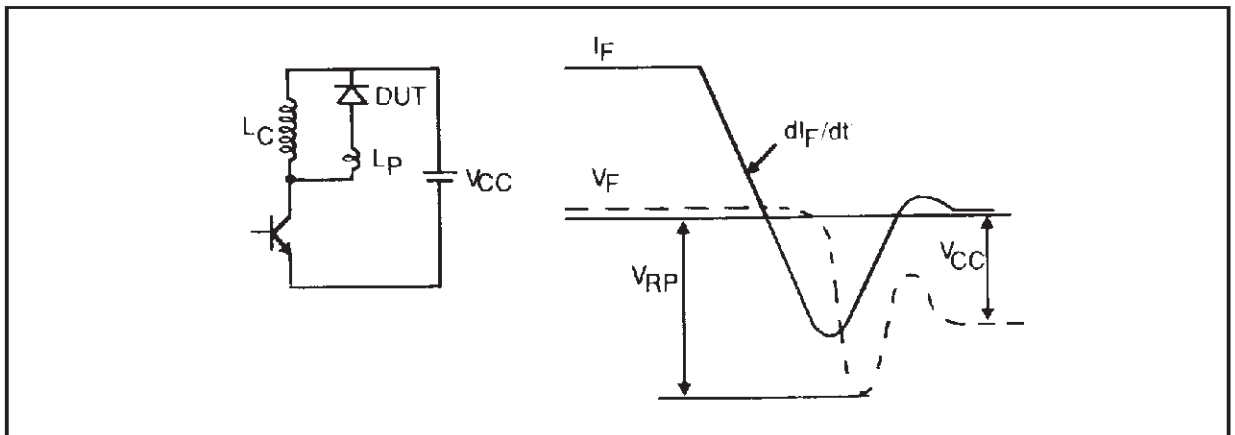 DUT
LC
LP
VCC
IF
dIF/dt
VF
VRP
VCC